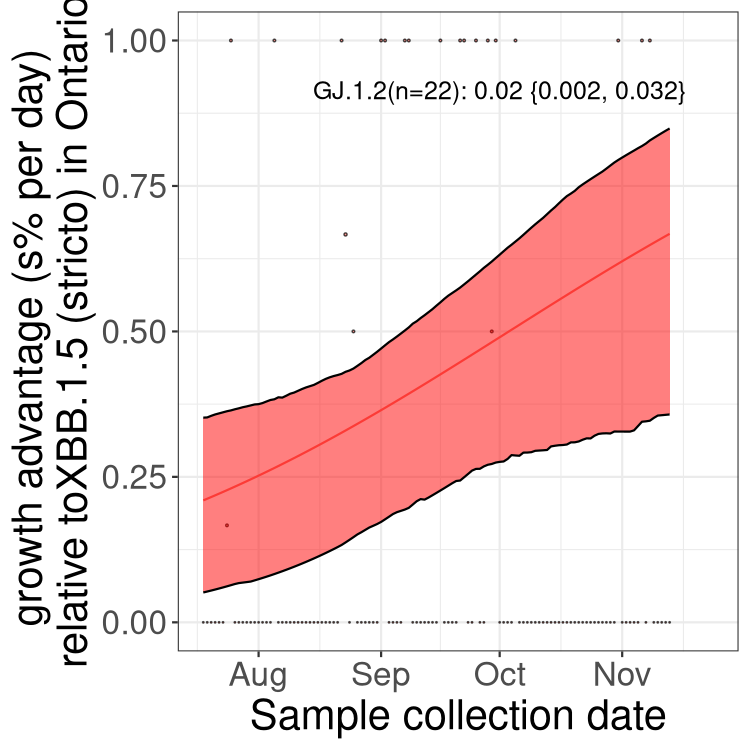 growth advantage (s% per day)
relative toXBB.1.5 (stricto) in Ontario
1.00
0.75
0.50
0.25
0.00
GJ.1.2(n=22): 0.02 {0.002, 0.032}
Aug Sep Oct Nov
Sample collection date